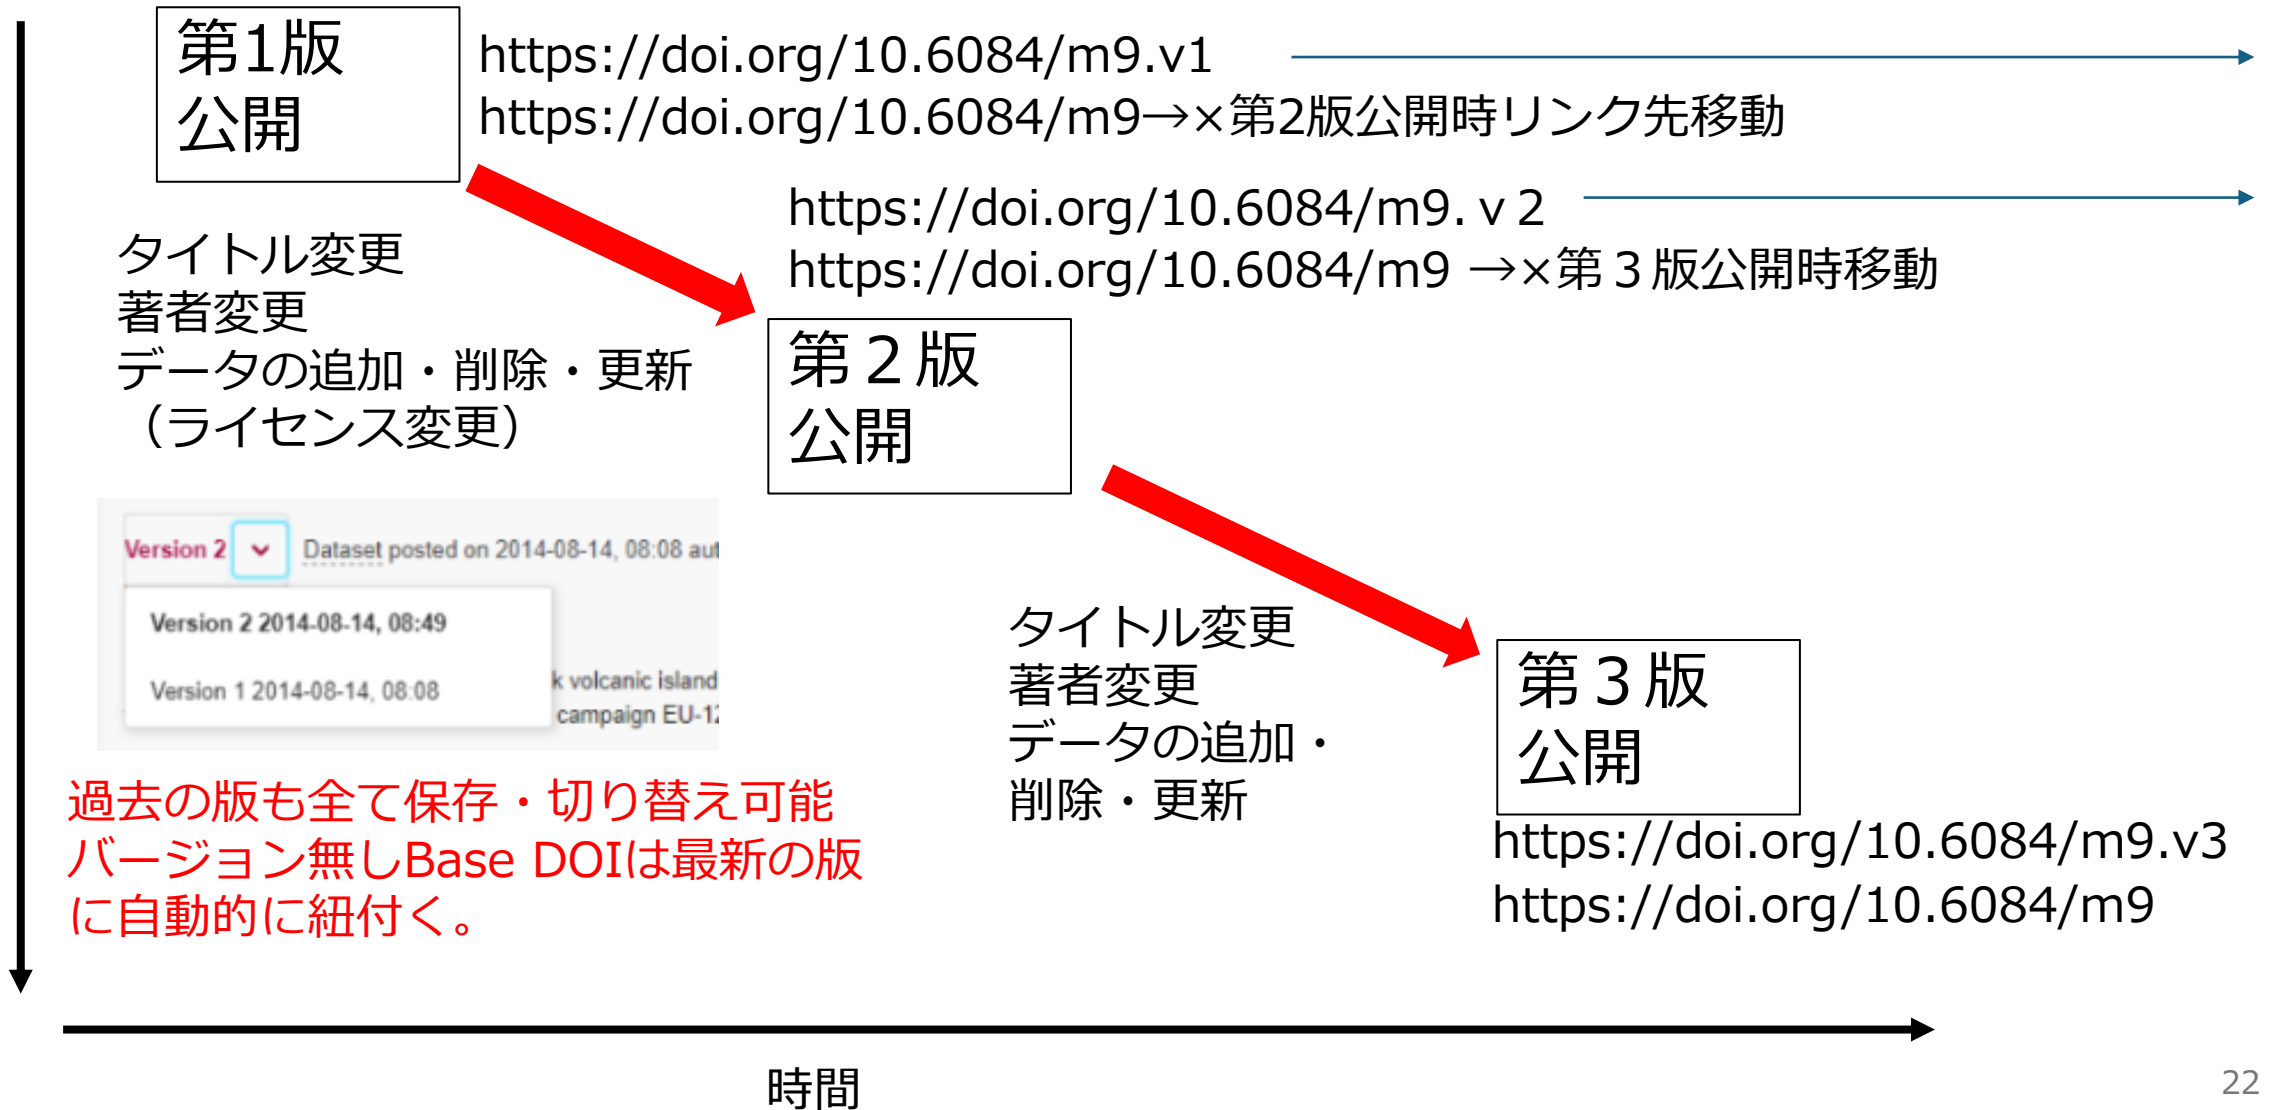 第1版
公開
https://doi.org/10.6084/m9.v1
https://doi.org/10.6084/m9→×第2版公開時リンク先移動
https://doi.org/10.6084/m9.ｖ２
https://doi.org/10.6084/m9 →×第３版公開時移動
タイトル変更
著者変更
データの追加・削除・更新
（ライセンス変更）
第２版
公開
Version 2
Dataset posted on 2014-08-14, 08:08 aut
Version 2 2014-08-14, 08:49
Version 1 2014-08-14, 08:08
k volcanic island
campaign EU-12
タイトル変更
著者変更
データの追加・
削除・更新
第３版
公開
https://doi.org/10.6084/m9.v3
https://doi.org/10.6084/m9
過去の版も全て保存・切り替え可能
バージョン無しBase DOIは最新の版
に自動的に紐付く。
時間
22